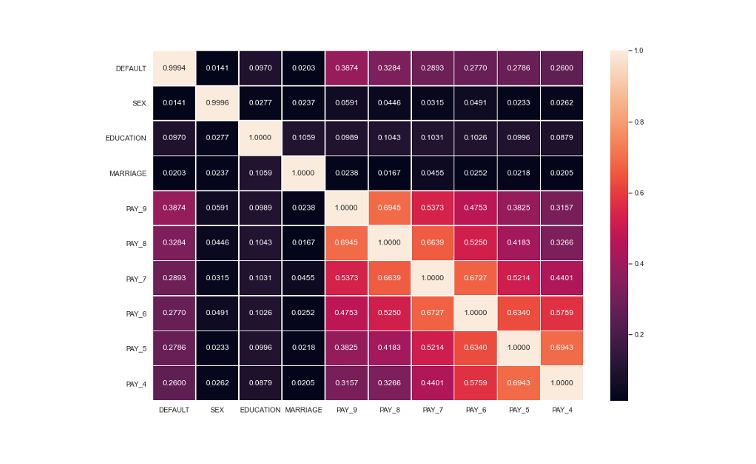 DEFAULT 0.9994 0.0141 0.0970 0.0203 0.3874 0.3284 0.2893 0.2770 0.2786 0.2600
SEX 0.0141 0.9996 0.0277 0.0237 0.0591 0.0446 0.0315 0.0491 0.0233 0.0262
EDUCATION 0.0970 0.0277 1.0000 0.1059 0.0989 0.1043 0.1031 0.1026 0.0996 0.0879
MARRIAGE 0.0203 0.0237 0.1059 1.0000 0.0238 0.0167 0.0455 0.0252 0.0218 0.0205
PAY_9 0.3874 0.0591 0.0989 0.0238 1.0000 0.6945 0.5373 0.4753 0.3825 0.3157
PAY_8 0.3284 0.0446 0.1043 0.0167 0.6945 1.0000 0.6639 0.5250 0.4183 0.3266
PAY_7 0.2893 0.0315 0.1031 0.0455 0.5373 0.6639 1.0000 0.6727 0.5214 0.4401
PAY_6 0.2770 0.0491 0.1026 0.0252 0.4753 0.5250 0.6727 1.0000 0.6340 0.5759
PAY_5 0.2786 0.0233 0.0996 0.0218 0.3825 0.4183 0.5214 0.6340 1.0000 0.6943
PAY_4 0.2600 0.0262 0.0879 0.0205 0.3157 0.3266 0.4401 0.5759 0.6943 1.0000
DEFAULT SEX EDUCATION MARRIAGE PAY_9 PAY_8 PAY_7 PAY_6 PAY_5 PAY_4
1.0
0.8
0.6
0.4
0.2